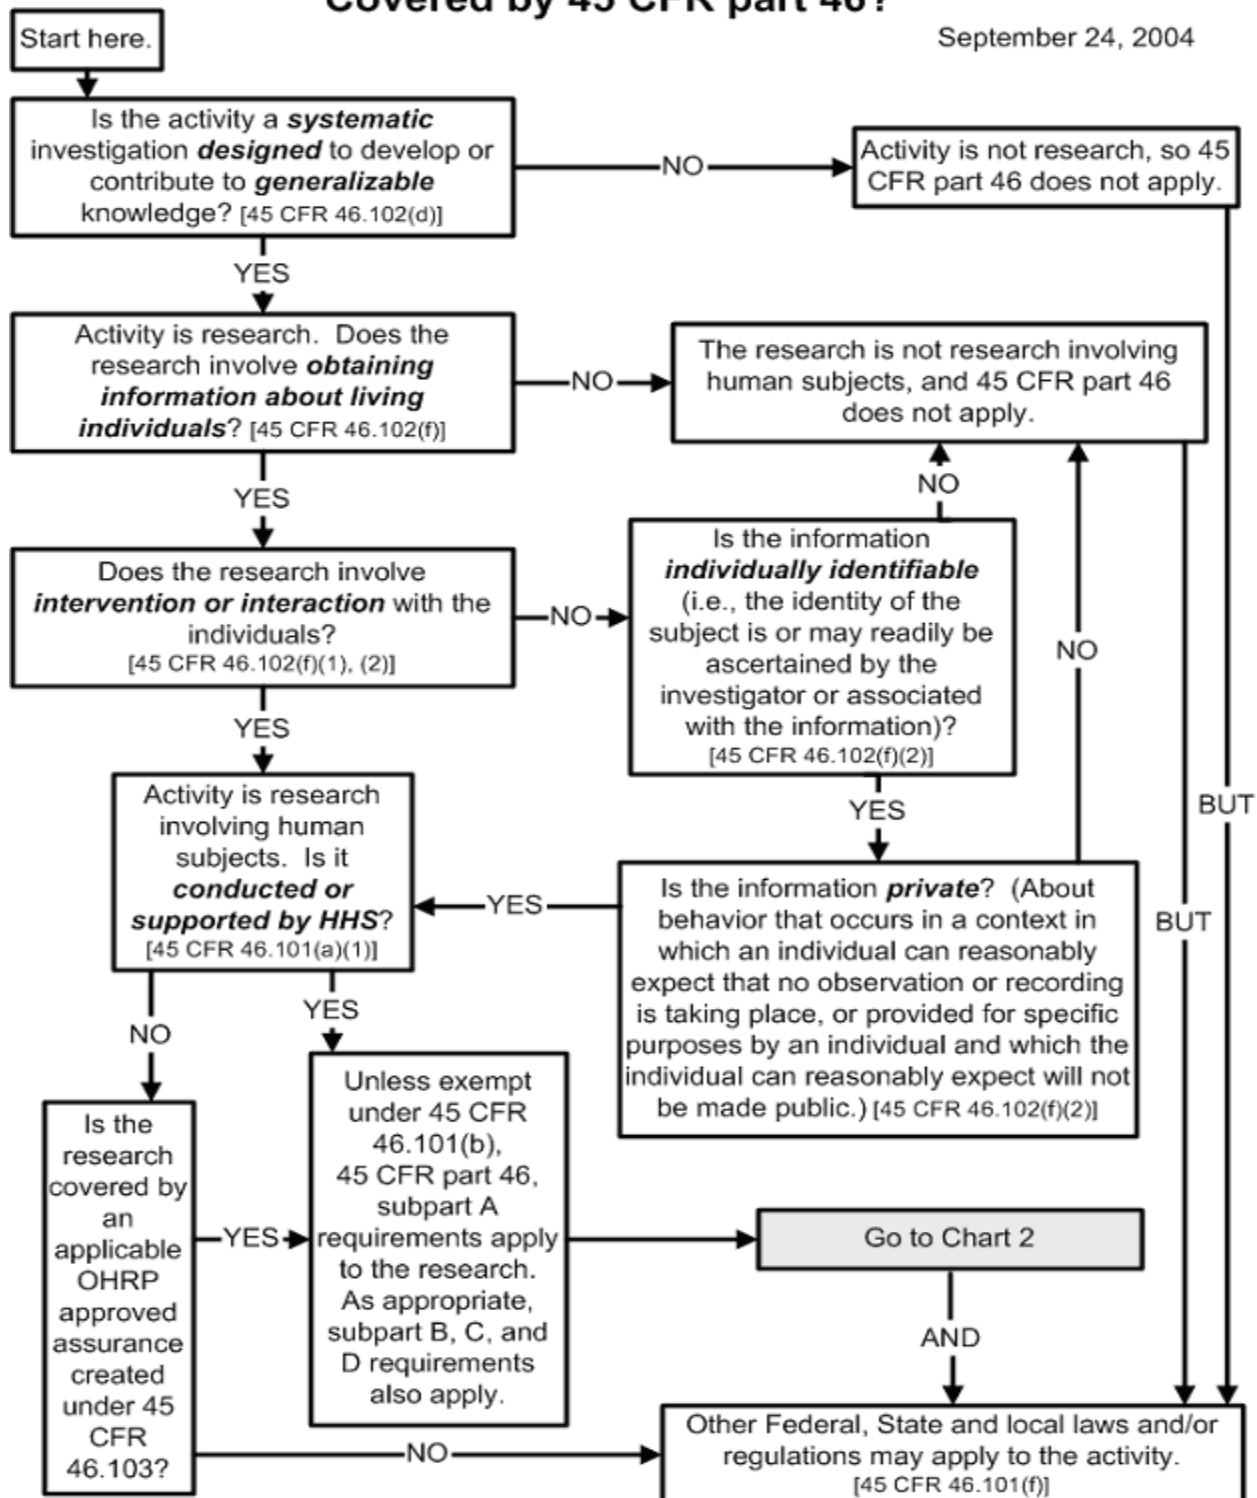 Covered by 45 CFR part 46?
Start here.
September 24, 2004
Is the activity a systematic
investigation designed to develop or
contribute to generalizable
knowledge? [45 CFR 46.102(d)]
NO
Activity is not research, so 45
CFR part 46 does not apply.
YES
Activity is research. Does the
research involve obtaining
information about living
individuals? [45 CFR 46.102(f)]
NO
The research is not research involving
human subjects, and 45 CFR part 46
does not apply.
YES
NO
Does the research involve
intervention or interaction with the
individuals?
[45 CFR 46.102(f)(1), (2)]
NO
Is the information
individually identifiable
(i.e., the identity of the
subject is or may readily be
ascertained by the
investigator or associated
with the information)?
[45 CFR 46.102(f)(2)]
NO
YES
YES
BUT
Activity is research
involving human
subjects. Is it
conducted or
supported by HHS?
[45 CFR 46.101(a)(1)]
YES
Is the information private? (About
behavior that occurs in a context in
which an individual can reasonably
expect that no observation or recording
is taking place, or provided for specific
purposes by an individual and which the
individual can reasonably expect will not
be made public.) [45 CFR 46.102(f)(2)]
BUT
NO
YES
Is the
research
covered by
an
applicable
OHRP
approved
assurance
created
under 45
CFR
46.103?
YES
Unless exempt
under 45 CFR
46.101(b),
45 CFR part 46,
subpart A
requirements apply
to the research.
As appropriate,
subpart B, C, and
D requirements
also apply.
Go to Chart 2
AND
NO
Other Federal, State and local laws and/or
regulations may apply to the activity.
[45 CFR 46.101(f)]